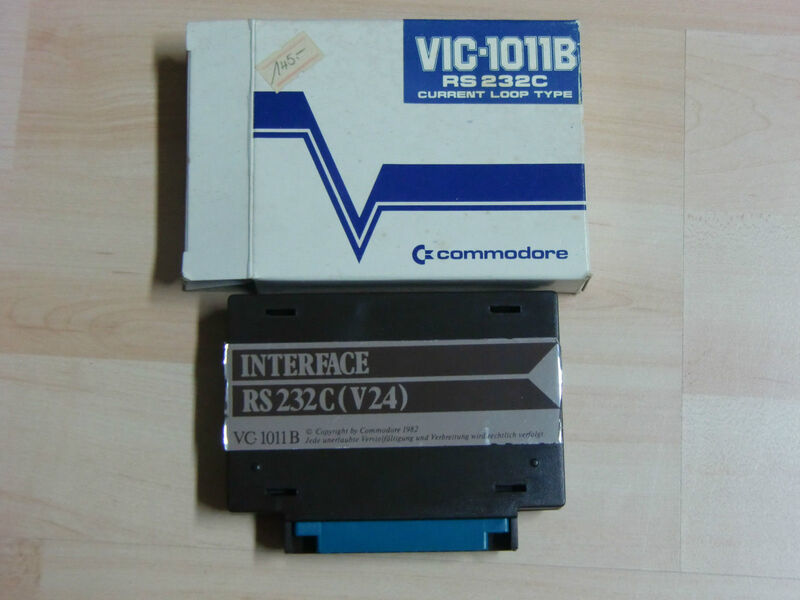 145.-
VIC-1011B
RS 232C
CURRENT LOOP TYPE
commodore
INTERFACE
RS 232 C (V24)
VC-1011 B
© Copyright by Commodore 1982
Jede unerlaubte Vervielfältigung und Verbreitung wird rechtlich verfolgt